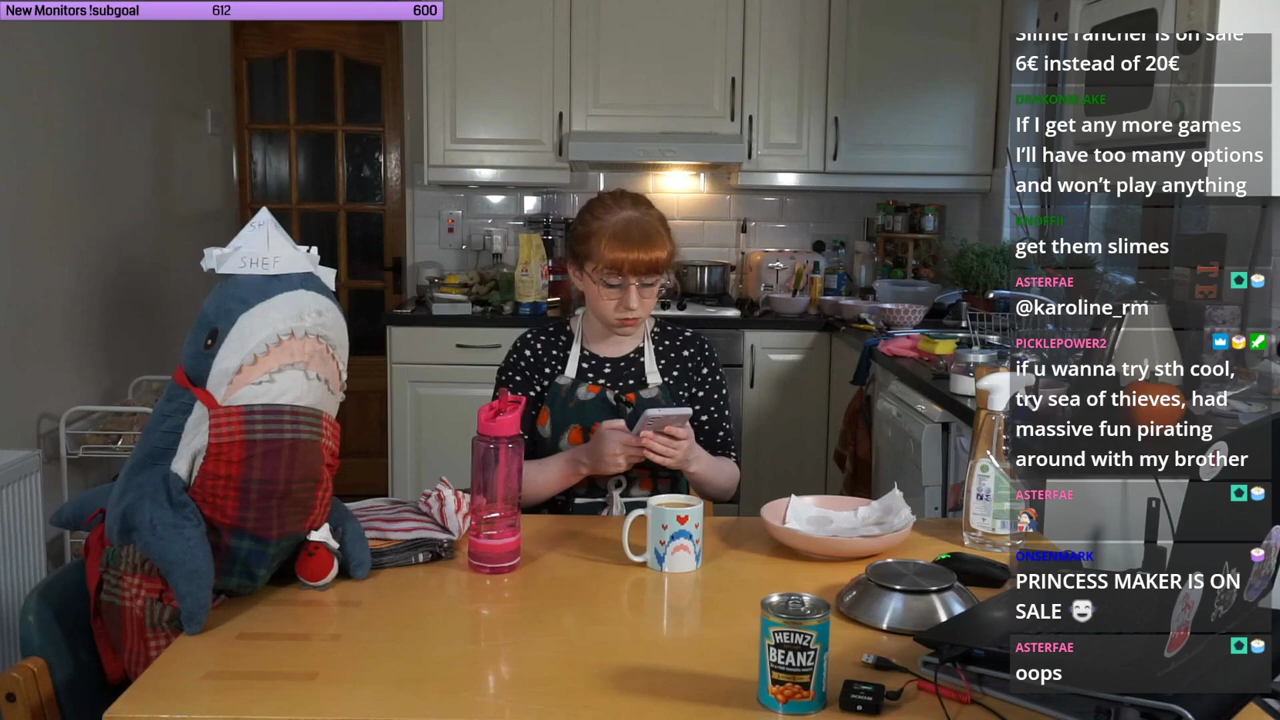 New Monitors !subgoal 612 600
Slime rancher is on sale
6€ instead of 20€
If I get any more games
I'll have too many options
and won't play anything
KNOFFII
get them slimes
ASTERFAE
@karoline_rm
PICKLEPOWER2
if u wanna try sth cool,
try sea of thieves, had
massive fun pirating
around with my brother
ASTERFAE
ONSENMARK
PRINCESS MAKER IS ON
SALE
ASTERFAE
oops
SHEF
HEINZ
BEANZ